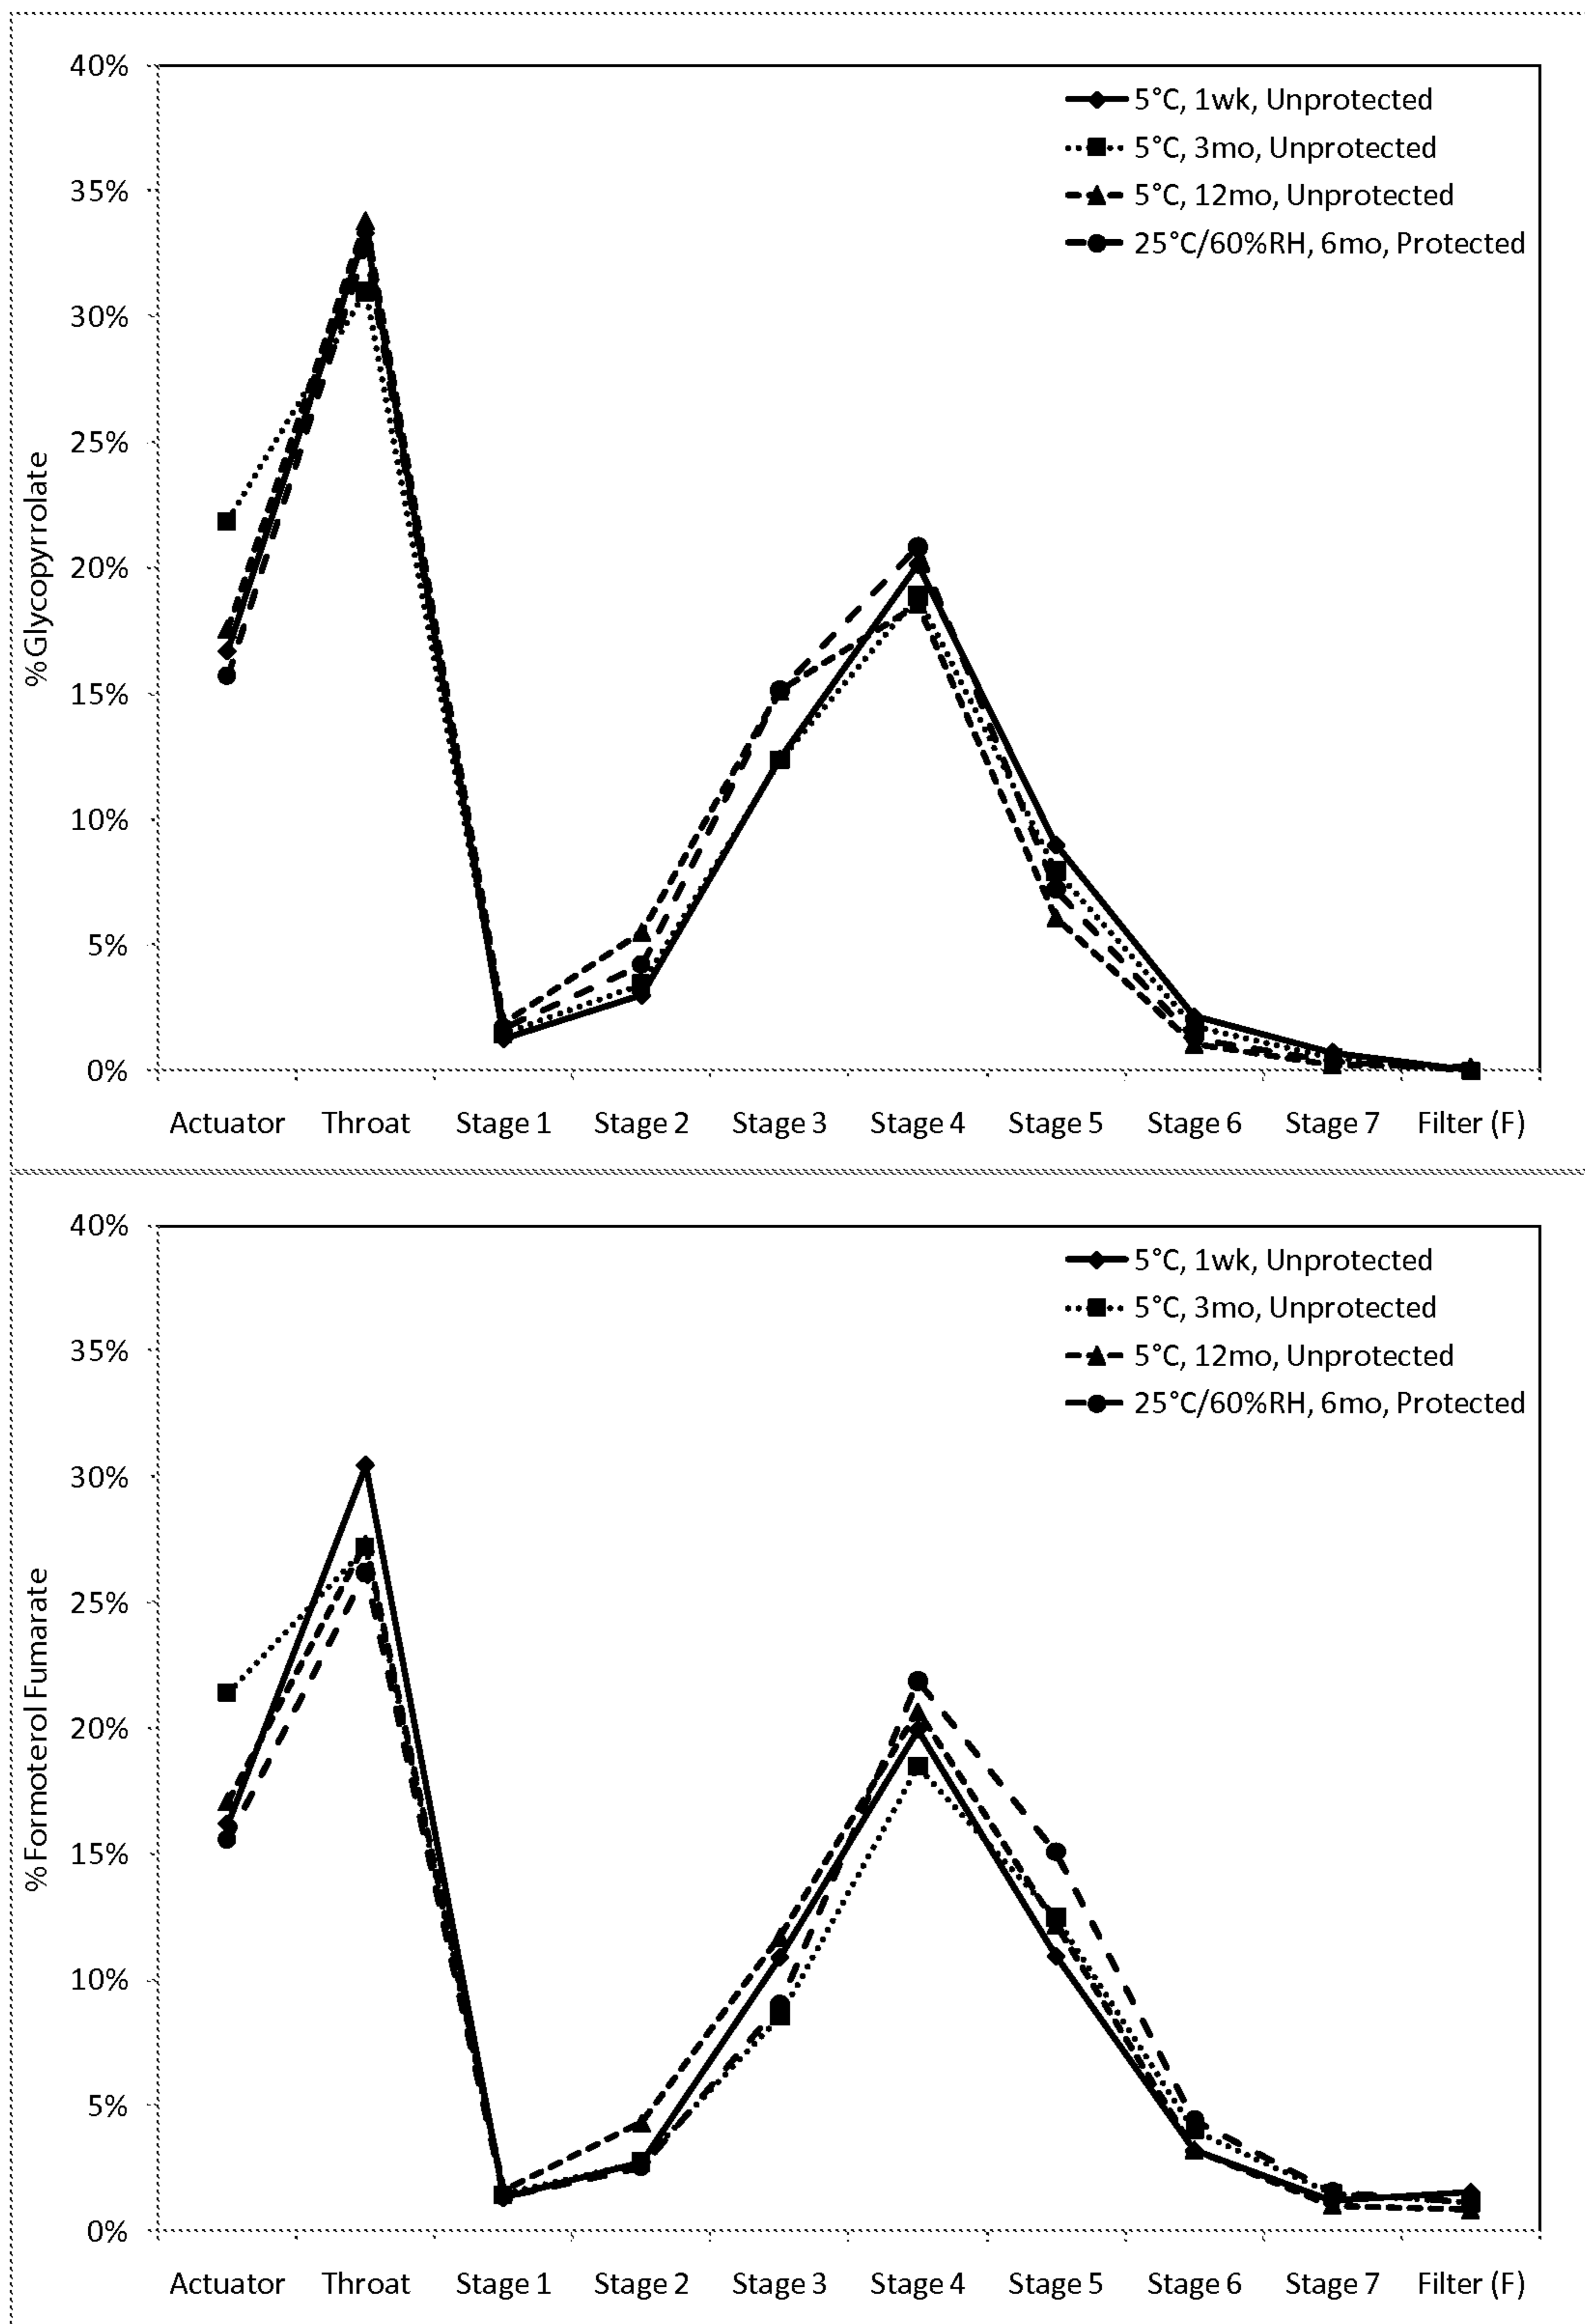 40%
35%
30%
25%
20%
15%
10%
5%
0%
%Glycopyrrolate
5°C, 1wk, Unprotected
5°C, 3mo, Unprotected
5°C, 12mo, Unprotected
25°C/60%RH, 6mo, Protected
Actuator Throat Stage 1 Stage 2 Stage 3 Stage 4 Stage 5 Stage 6 Stage 7 Filter (F)
40%
35%
30%
25%
20%
15%
10%
5%
0%
%Formoterol Fumarate
5°C, 1wk, Unprotected
5°C, 3mo, Unprotected
5°C, 12mo, Unprotected
25°C/60%RH, 6mo, Protected
Actuator Throat Stage 1 Stage 2 Stage 3 Stage 4 Stage 5 Stage 6 Stage 7 Filter (F)